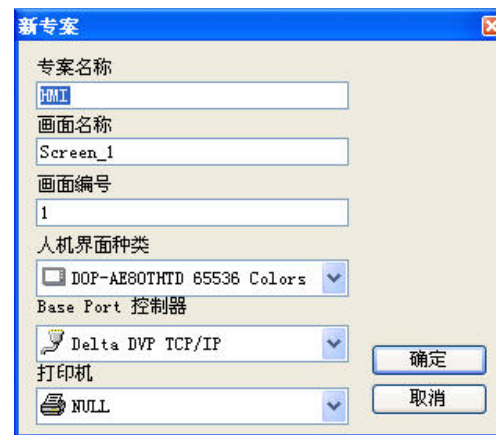 新专案
专案名称
HMI
画面名称
Screen_1
画面编号
1
人机界面种类
DOP-AE80THTD 65536 Colors
Base Port 控制器
Delta DVP TCP/IP
打印机
NULL
确定
取消